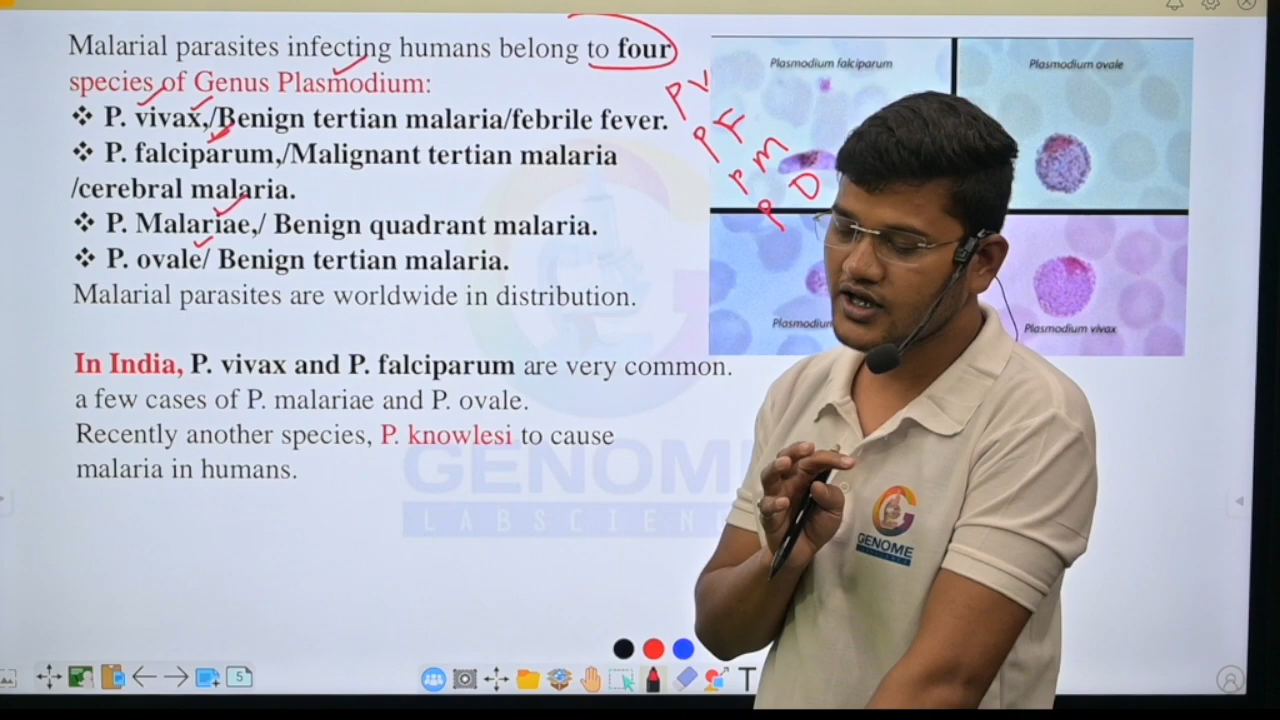 Malarial parasites infecting humans belong to four
species of Genus Plasmodium:
❖ P. vivax,/Benign tertian malaria/febrile fever.
❖ P. falciparum,/Malignant tertian malaria
/cerebral malaria.
❖ P. Malariae,/ Benign quadrant malaria.
❖ P. ovale/ Benign tertian malaria.
Malarial parasites are worldwide in distribution.
In India, P. vivax and P. falciparum are very common.
a few cases of P. malariae and P. ovale.
Recently another species, P. knowlesi to cause
malaria in humans.
PV
PF
PM
PO
Plasmodium falciparum
Plasmodium ovale
Plasmodium vivax
GENOME
LABSCIEN
GENOME
5
T